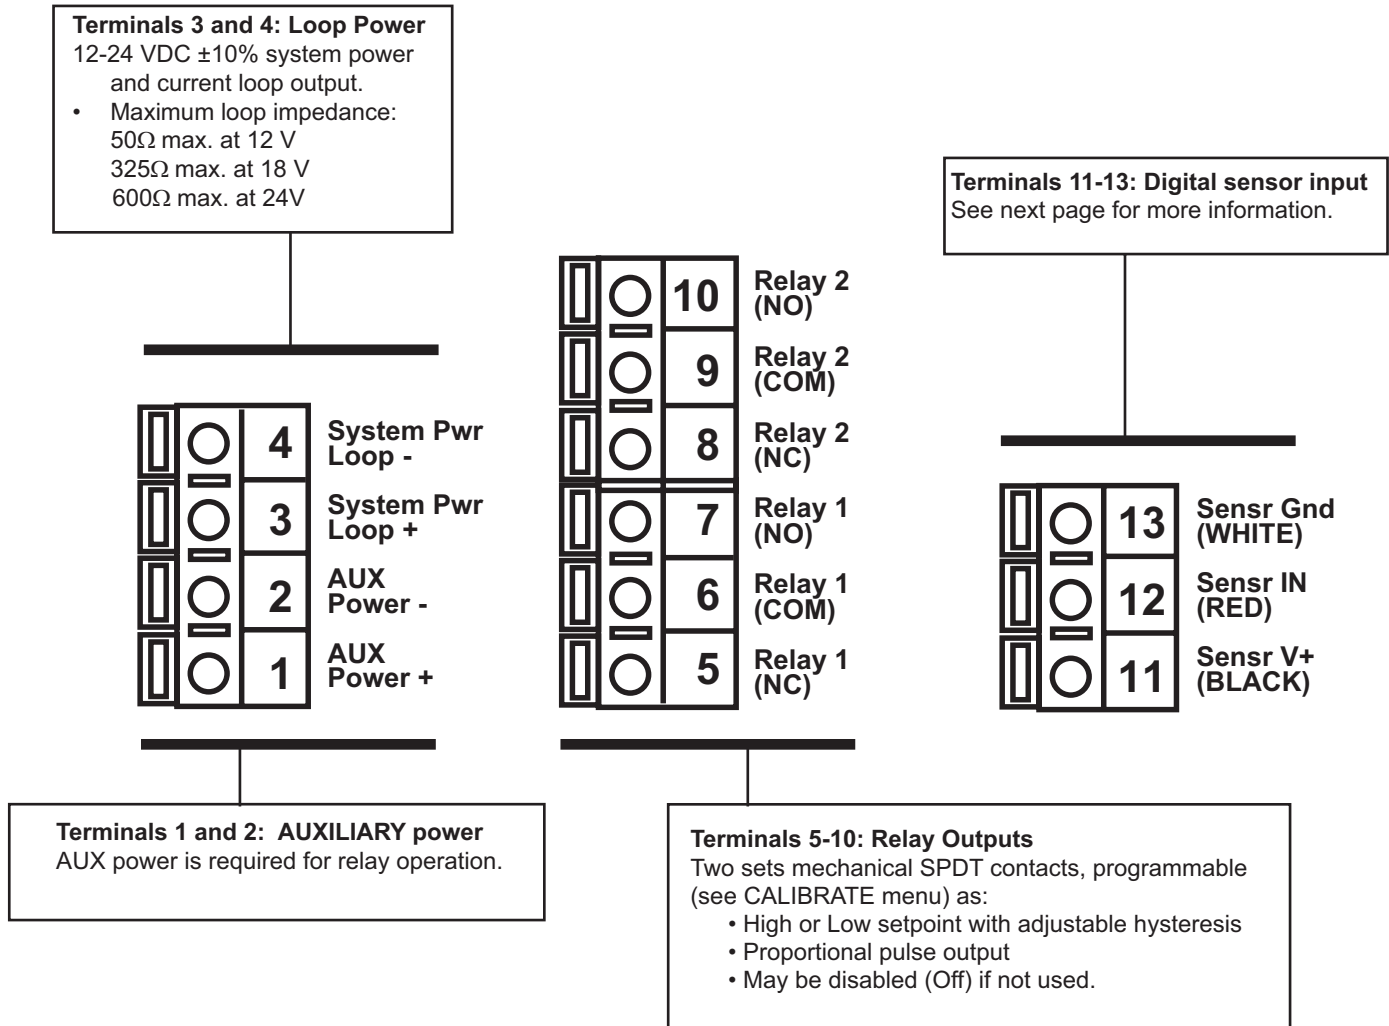 Terminals 3 and 4: Loop Power
12-24 VDC ±10% system power
and current loop output.
• Maximum loop impedance:
50Ω max. at 12 V
325Ω max. at 18 V
600Ω max. at 24V
Terminals 11-13: Digital sensor input
See next page for more information.
4 System Pwr
Loop -
3 System Pwr
Loop +
2 AUX
Power -
1 AUX
Power +
10 Relay 2
(NO)
9 Relay 2
(COM)
8 Relay 2
(NC)
7 Relay 1
(NO)
6 Relay 1
(COM)
5 Relay 1
(NC)
13 Sensr Gnd
(WHITE)
12 Sensr IN
(RED)
11 Sensr V+
(BLACK)
Terminals 1 and 2: AUXILIARY power
AUX power is required for relay operation.
Terminals 5-10: Relay Outputs
Two sets mechanical SPDT contacts, programmable
(see CALIBRATE menu) as:
• High or Low setpoint with adjustable hysteresis
• Proportional pulse output
• May be disabled (Off) if not used.